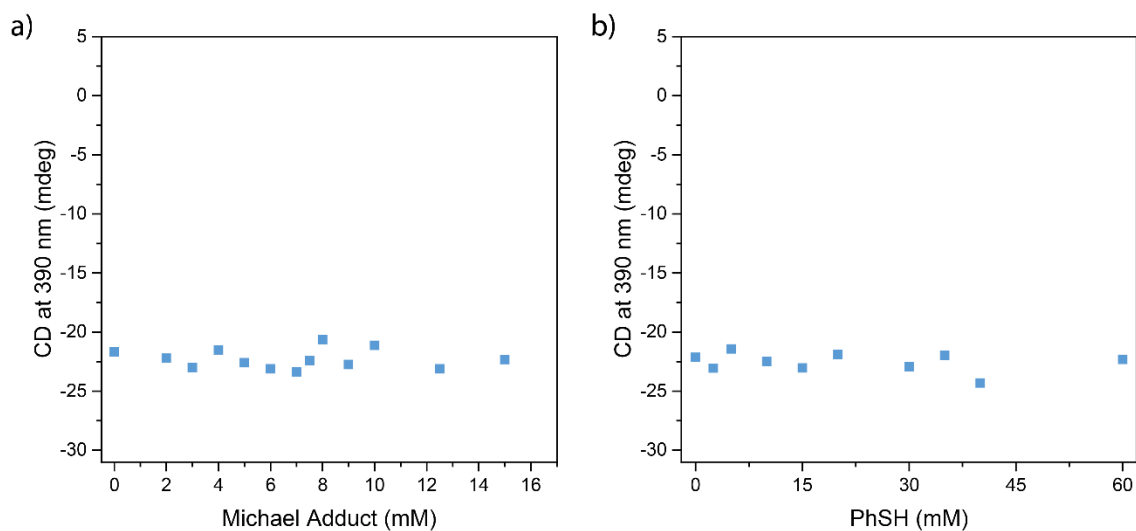 a)
5
0
-5
-10
-15
-20
-25
-30
CD at 390 nm (mdeg)
0 2 4 6 8 10 12 14 16
Michael Adduct (mM)
b)
5
0
-5
-10
-15
-20
-25
-30
CD at 390 nm (mdeg)
0 15 30 45 60
PhSH (mM)